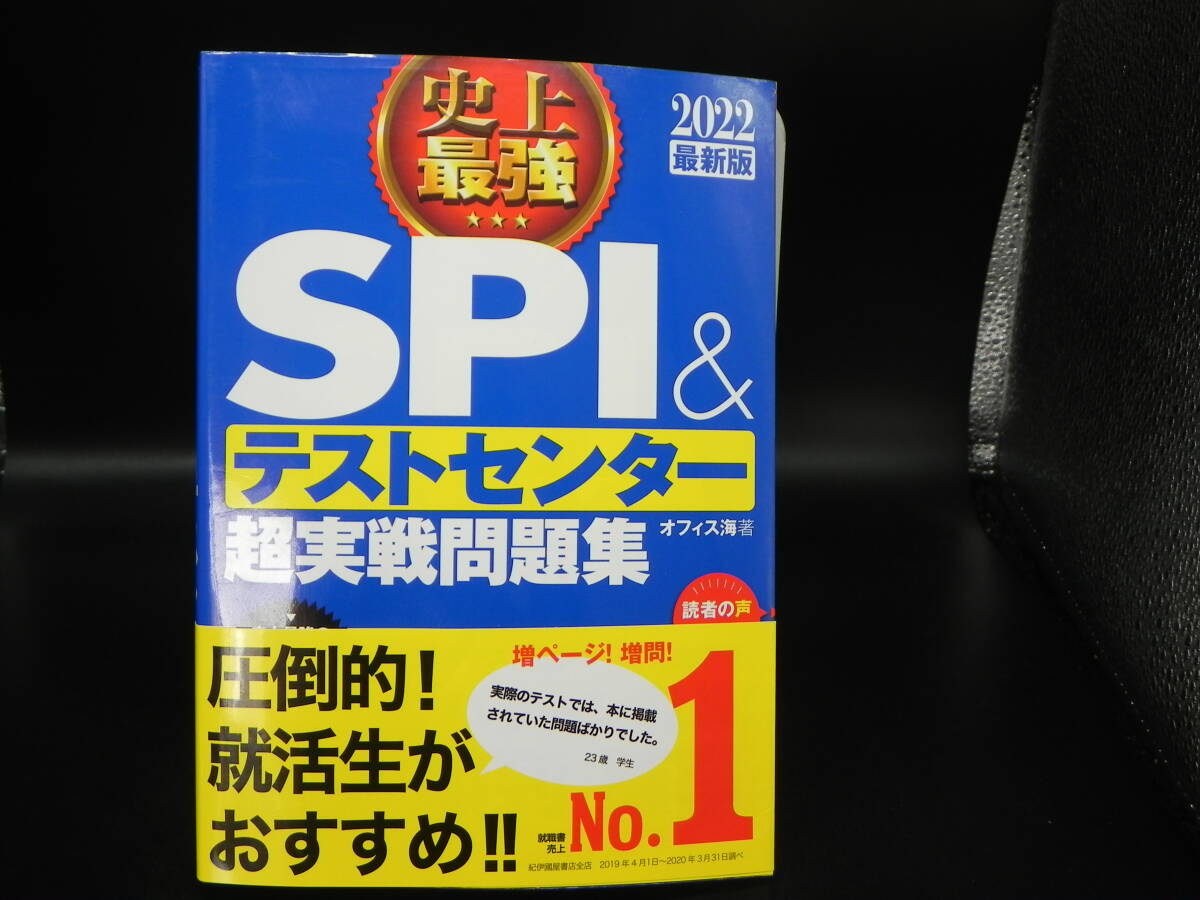 史上
最強
2022
最新版
SPI&
テストセンター
超実戦問題集
オフィス海著
読者の声
圧倒的！
就活生が
おすすめ!!
増ページ！増問！
実際のテストでは、本に掲載
されていた問題ばかりでした。
23歳 学生
就職書
売上
No.1
紀伊國屋書店全店 2019年4月1日～2020年3月31日調べ